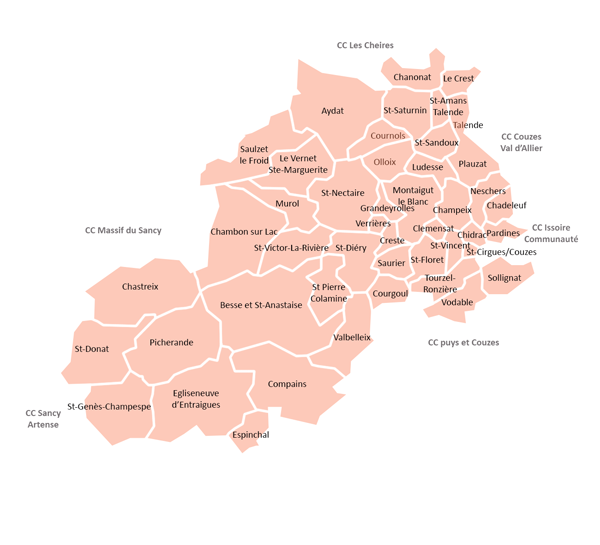 CC Les Cheires
Chanonat
Le Crest
Aydat
St-Saturnin
St-Amans
Talende
Talende
Cournols
St-Sandoux
CC Couzes
Val d'Allier
Saulzet
le Froid
Le Vernet
Ste-Marguerite
Olloix
Ludesse
Plauzat
St-Nectaire
Montaigut
le Blanc
Neschers
Murol
Grandeyrolles
Champeix
Chadeleuf
Verrières
CC Massif du Sancy
Chambon sur Lac
Clemensat
Chidrac
Pardines
CC Issoire
Communauté
St-Victor-La-Rivière
St-Diéry
Creste
St-Vincent
St-Cirgues/Couzes
Saurier
St-Floret
Chastreix
St Pierre
Colamine
Tourzel-
Ronzière
Sollignat
Besse et St-Anastaise
Courgoul
Vodable
Picherande
Valbelleix
CC puys et Couzes
St-Donat
Compains
Egliseneuve
d'Entraigues
St-Genès-Champespe
CC Sancy
Artense
Espinchal